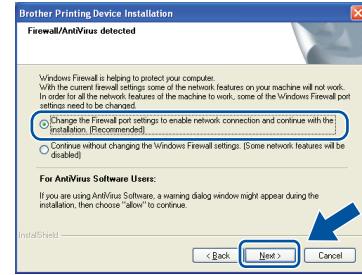 Brother Printing Device Installation
Firewall/AntiVirus detected
Windows Firewall is helping to protect your computer.
With the current firewall settings some of the network features on your machine will not work.
In order for all the network features of the machine to work, some of the Windows Firewall port
settings need to be changed.
Change the Firewall port settings to enable network connection and continue with the
installation. (Recommended)
Continue without changing the Windows Firewall settings. (Some network features will be
disabled)
For AntiVirus Software Users:
If you are using AntiVirus Software, a warning dialog window might appear during the
installation, then choose "allow" to continue.
InstallShield
< Back
Next >
Cancel